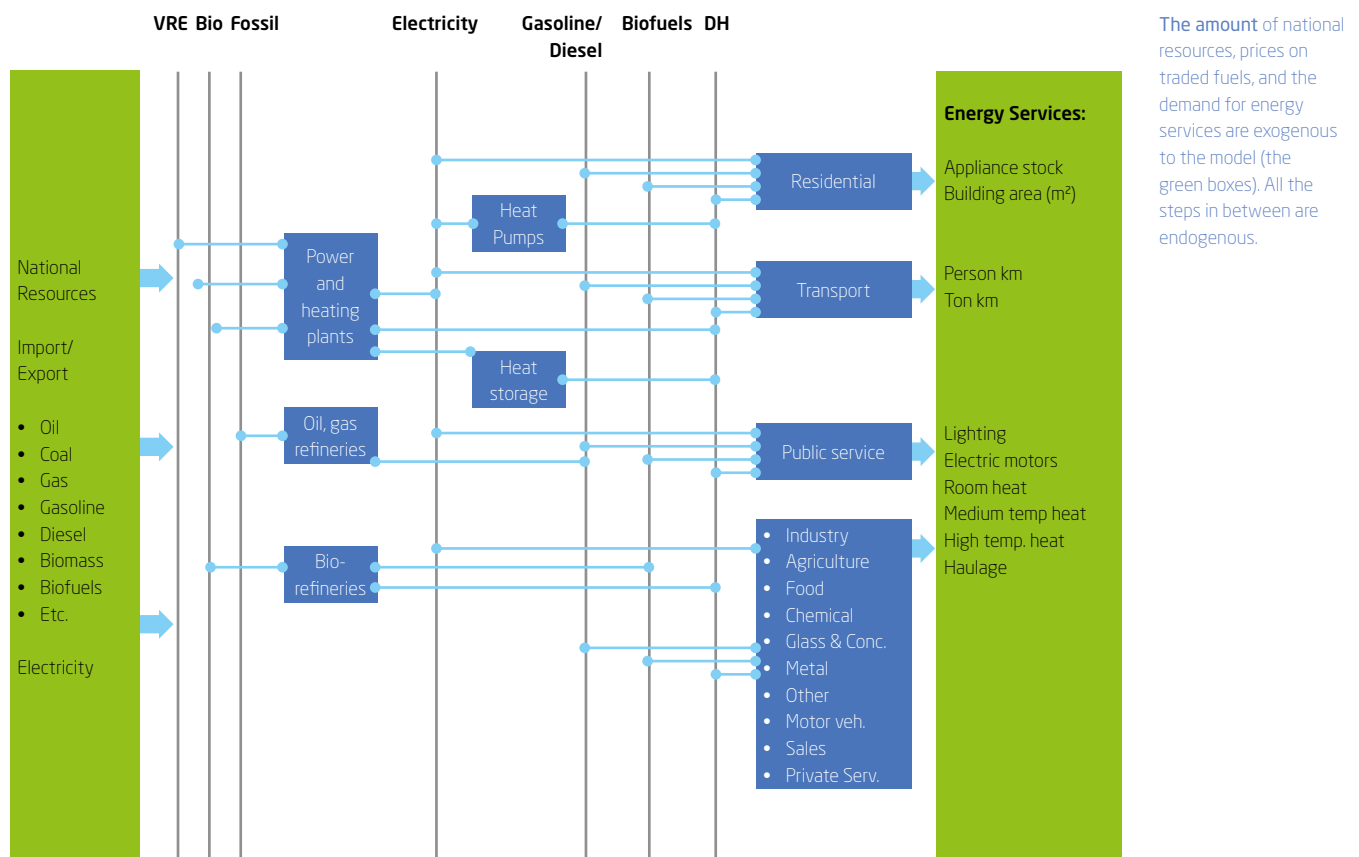 VRE Bio Fossil
Electricity
Gasoline/
Diesel
Biofuels DH
National
Resources
Import/
Export
• Oil
• Coal
• Gas
• Gasoline
• Diesel
• Biomass
• Biofuels
• Etc.
Electricity
Power
and
heating
plants
Oil, gas
refineries
Bio-
refineries
Heat
Pumps
Heat
storage
Residential
Transport
Public service
• Industry
• Agriculture
• Food
• Chemical
• Glass & Conc.
• Metal
• Other
• Motor veh.
• Sales
• Private Serv.
Energy Services:
Appliance stock
Building area (m²)
Person km
Ton km
Lighting
Electric motors
Room heat
Medium temp heat
High temp. heat
Haulage
The amount of national
resources, prices on
traded fuels, and the
demand for energy
services are exogenous
to the model (the
green boxes). All the
steps in between are
endogenous.